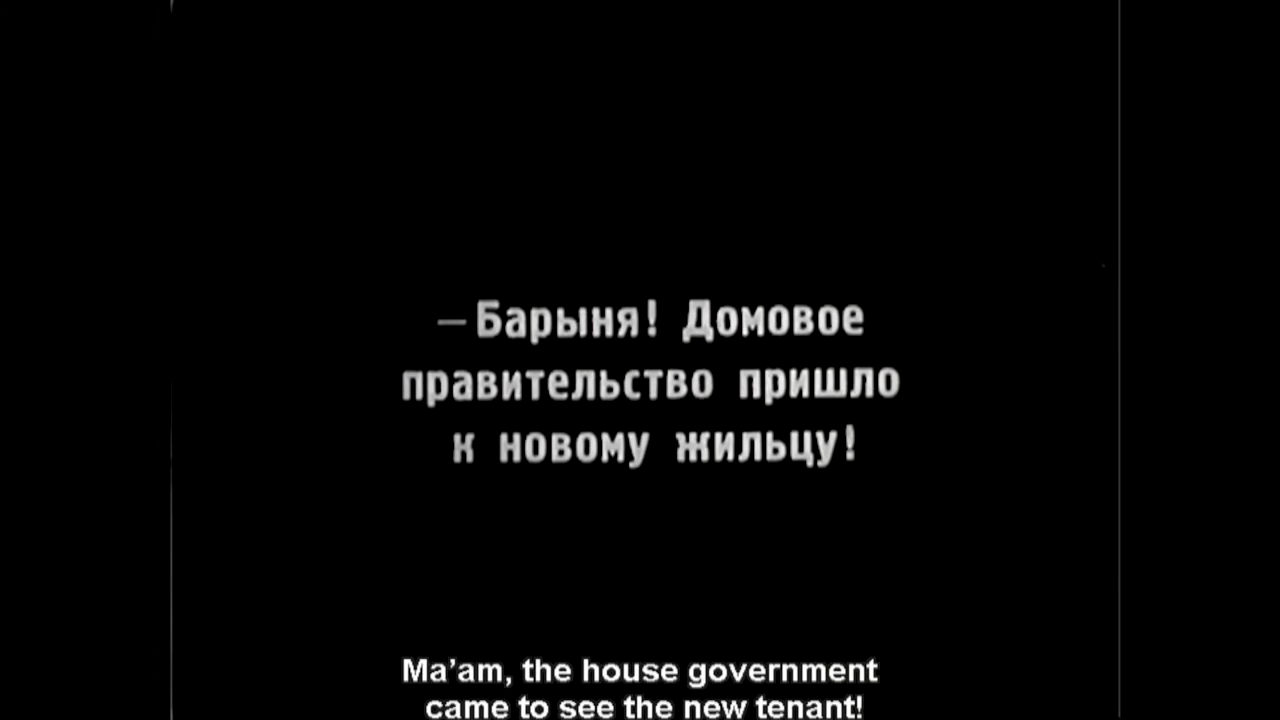 — Барыня! Домовое
правительство пришло
к новому жильцу!
Ma’am, the house government
came to see the new tenant!